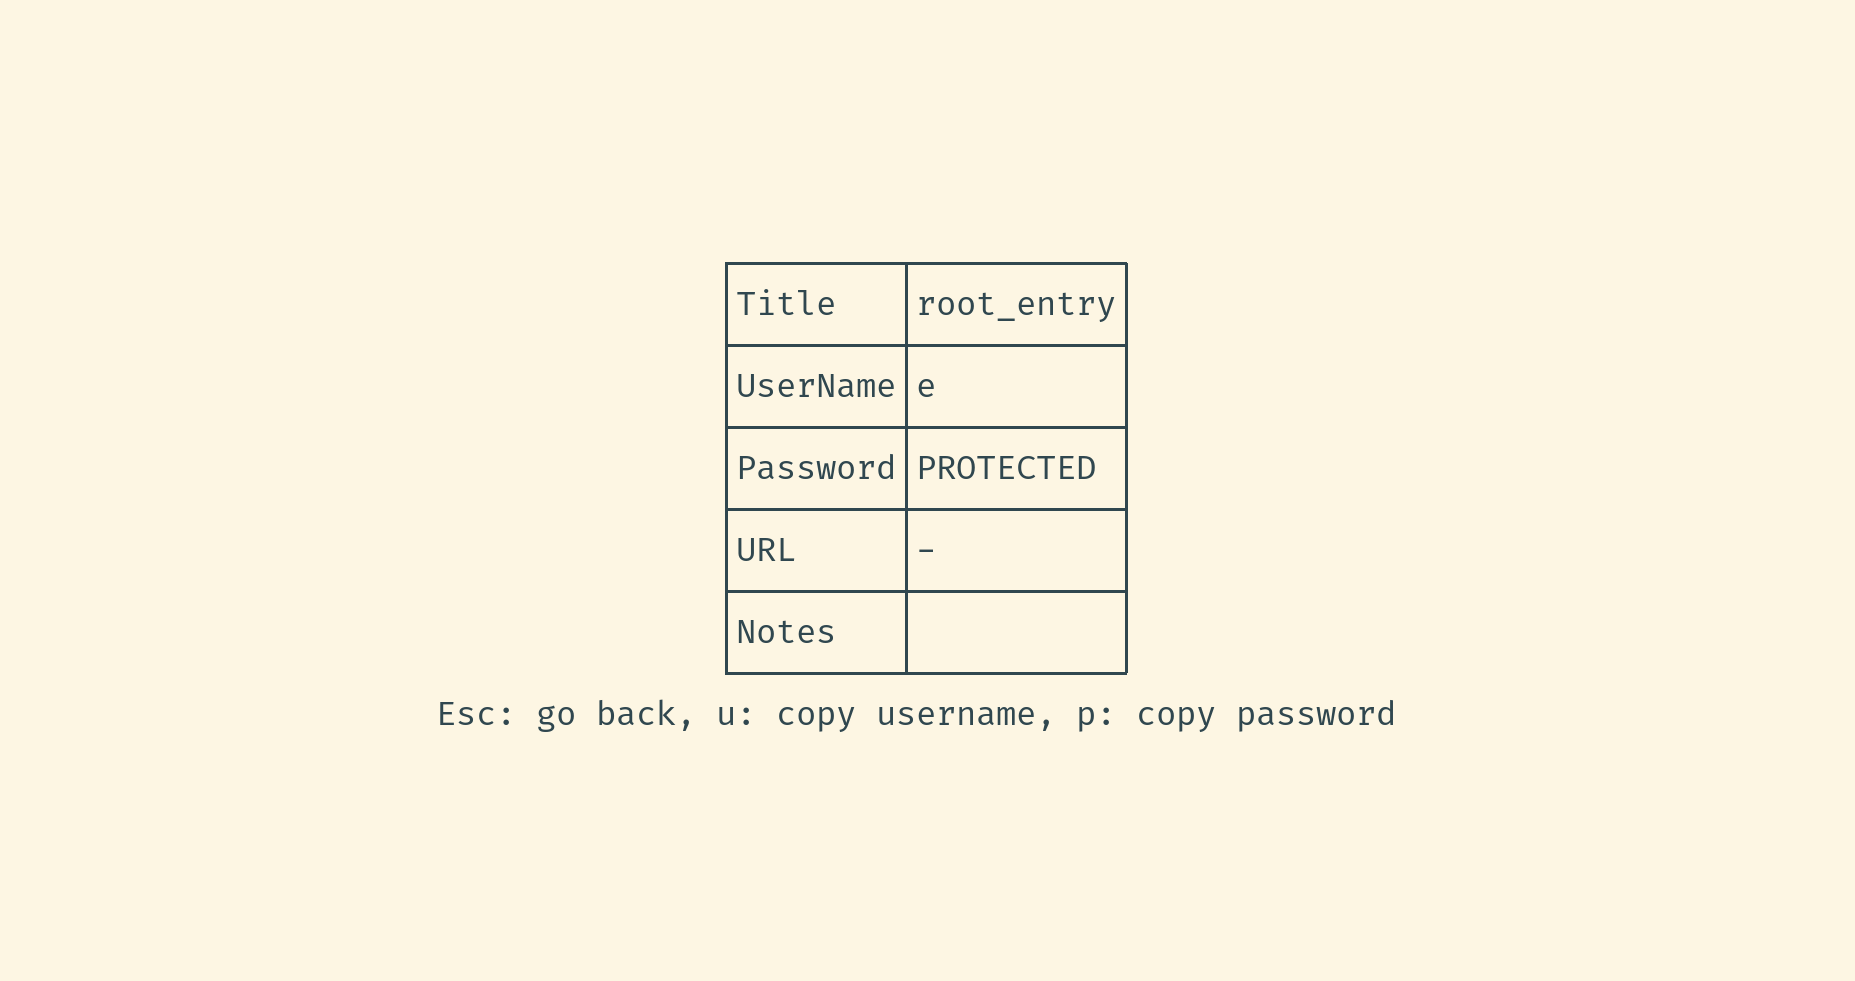 Title root_entry
UserName e
Password PROTECTED
URL -
Notes
Esc: go back, u: copy username, p: copy password